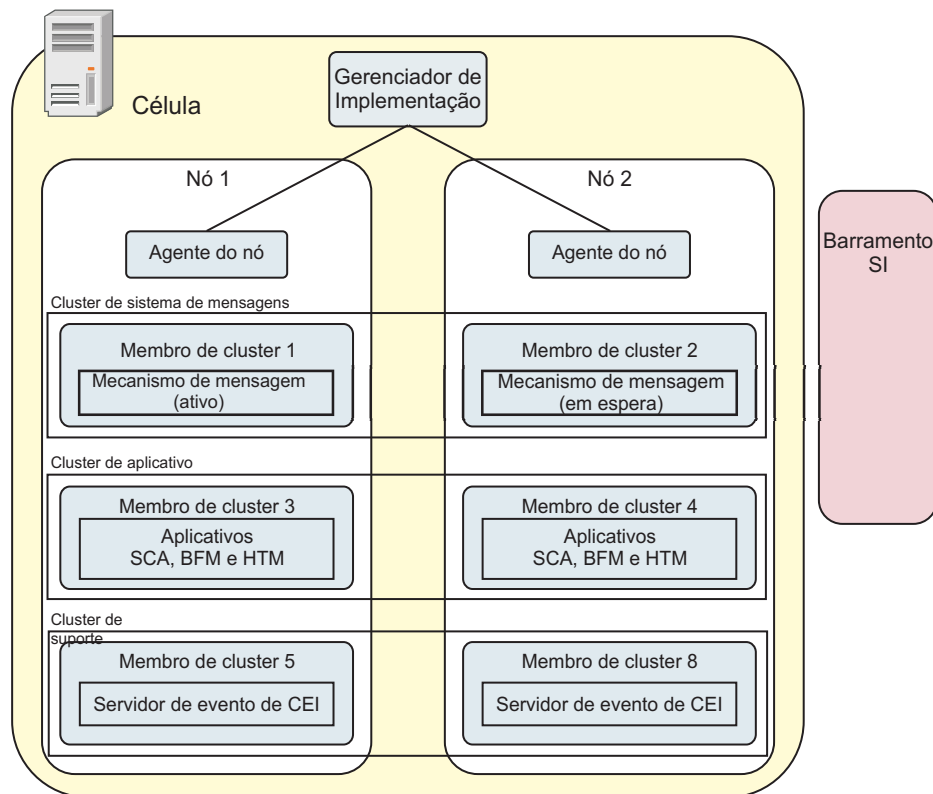 Gerenciador de
Implementação
Célula
Nó 1
Nó 2
Agente do nó
Agente do nó
Barramento
SI
Cluster de sistema de mensagens
Membro de cluster 1
Mecanismo de mensagem
(ativo)
Membro de cluster 2
Mecanismo de mensagem
(em espera)
Cluster de aplicativo
Membro de cluster 3
Aplicativos
SCA, BFM e HTM
Membro de cluster 4
Aplicativos
SCA, BFM e HTM
Cluster de
suporte
Membro de cluster 5
Servidor de evento de CEI
Membro de cluster 8
Servidor de evento de CEI